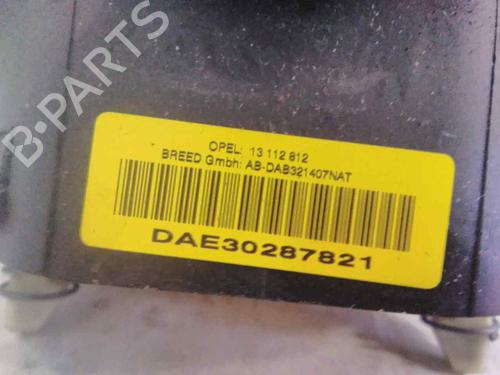 OPEL: 13 112 812
BREED Gmbh: AB-DAB321407NAT
DAE30287821
B-PARTS